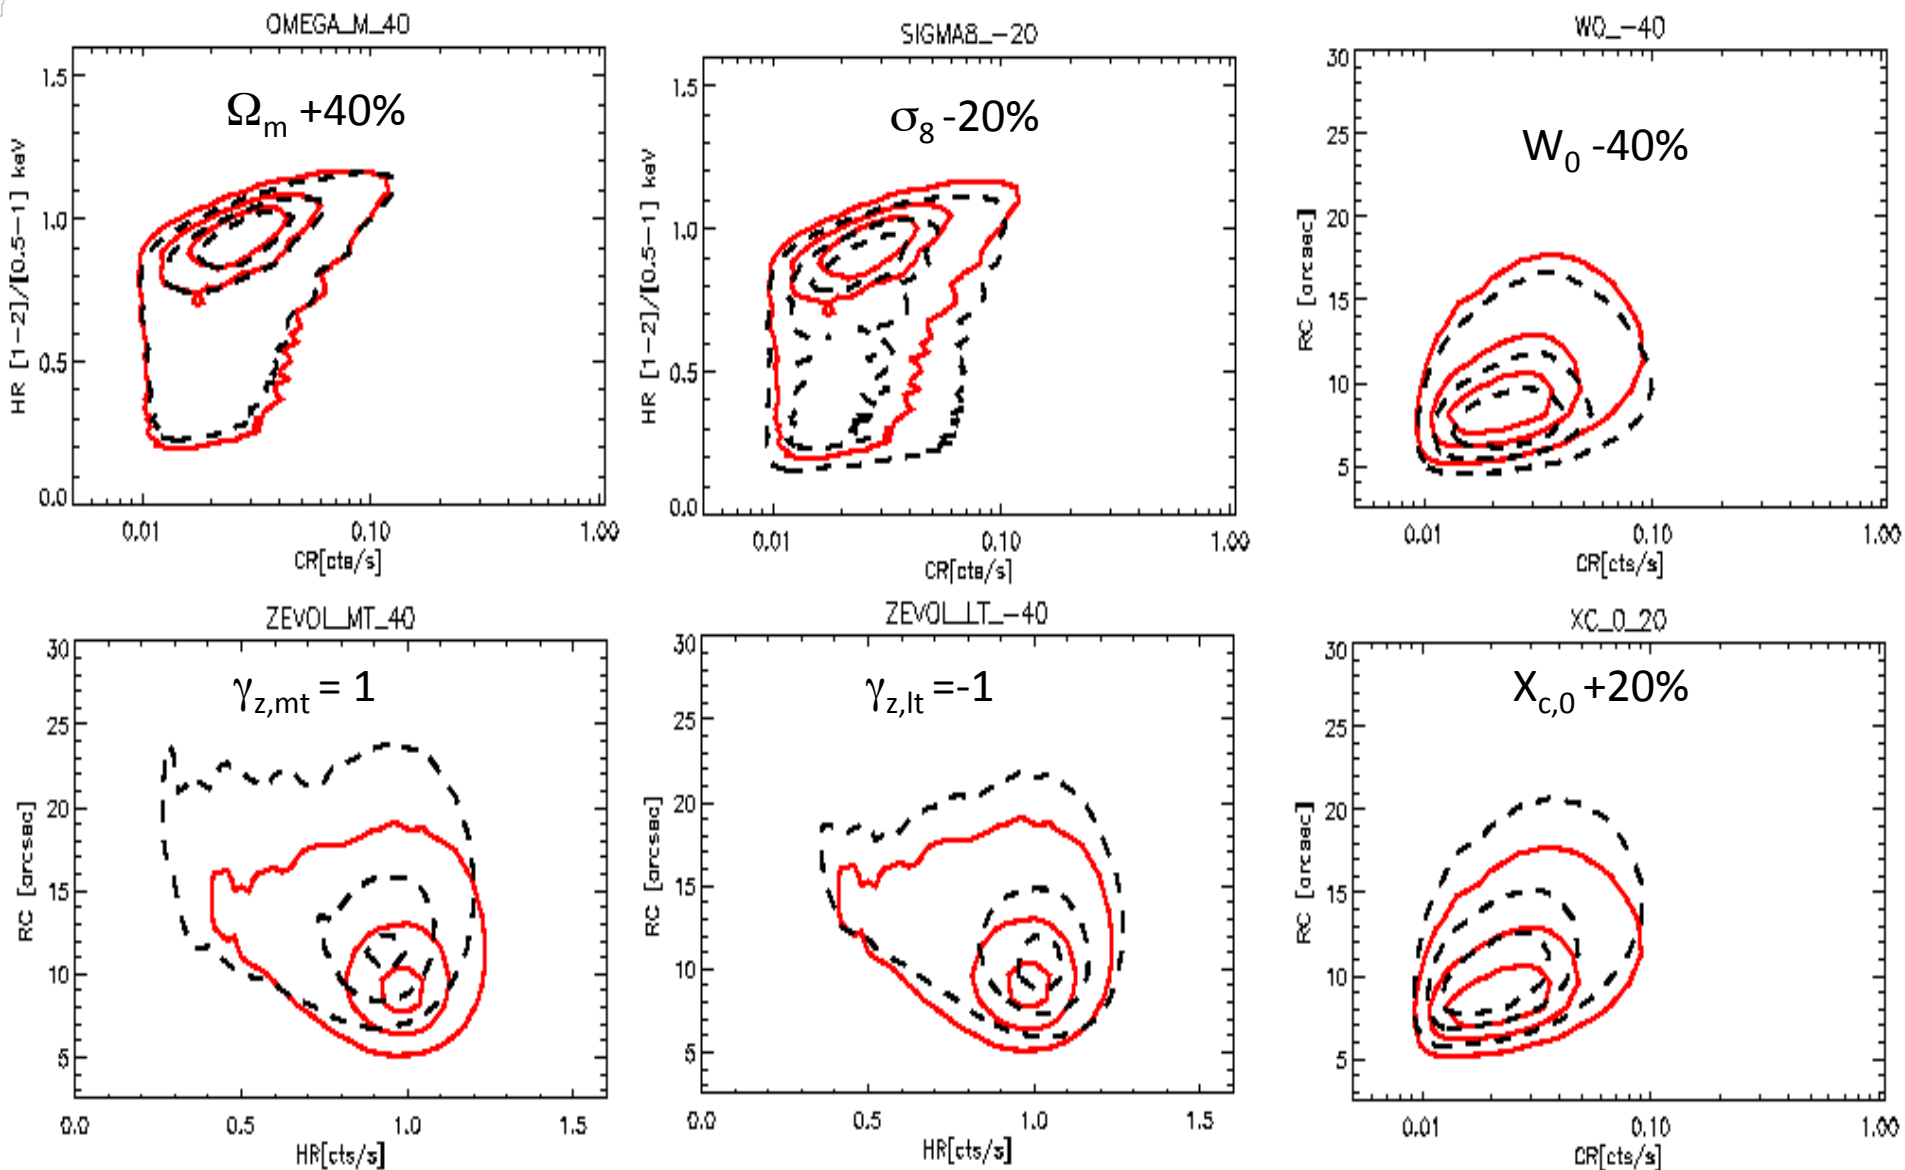 OMEGA_M_40
Ωm +40%
1.5
1.0
0.5
0.0
HR [1-2]/[0.5-1] keV
0.01 0.10 1.00
CR[cts/s]
SIGMA8_-20
σ8 -20%
1.5
1.0
0.5
0.0
HR [1-2]/[0.5-1] keV
0.01 0.10 1.00
CR[cts/s]
W0_-40
W0 -40%
30
25
20
15
10
5
RC [arcsec]
0.01 0.10 1.00
CR[cts/s]
ZEVOL_MT_40
γz,mt = 1
30
25
20
15
10
5
RC [arcsec]
0.0 0.5 1.0 1.5
HR[cts/s]
ZEVOL_LT_-40
γz,lt =-1
30
25
20
15
10
5
RC [arcsec]
0.0 0.5 1.0 1.5
HR[cts/s]
XC_0_20
Xc,0 +20%
30
25
20
15
10
5
RC [arcsec]
0.01 0.10 1.00
CR[cts/s]